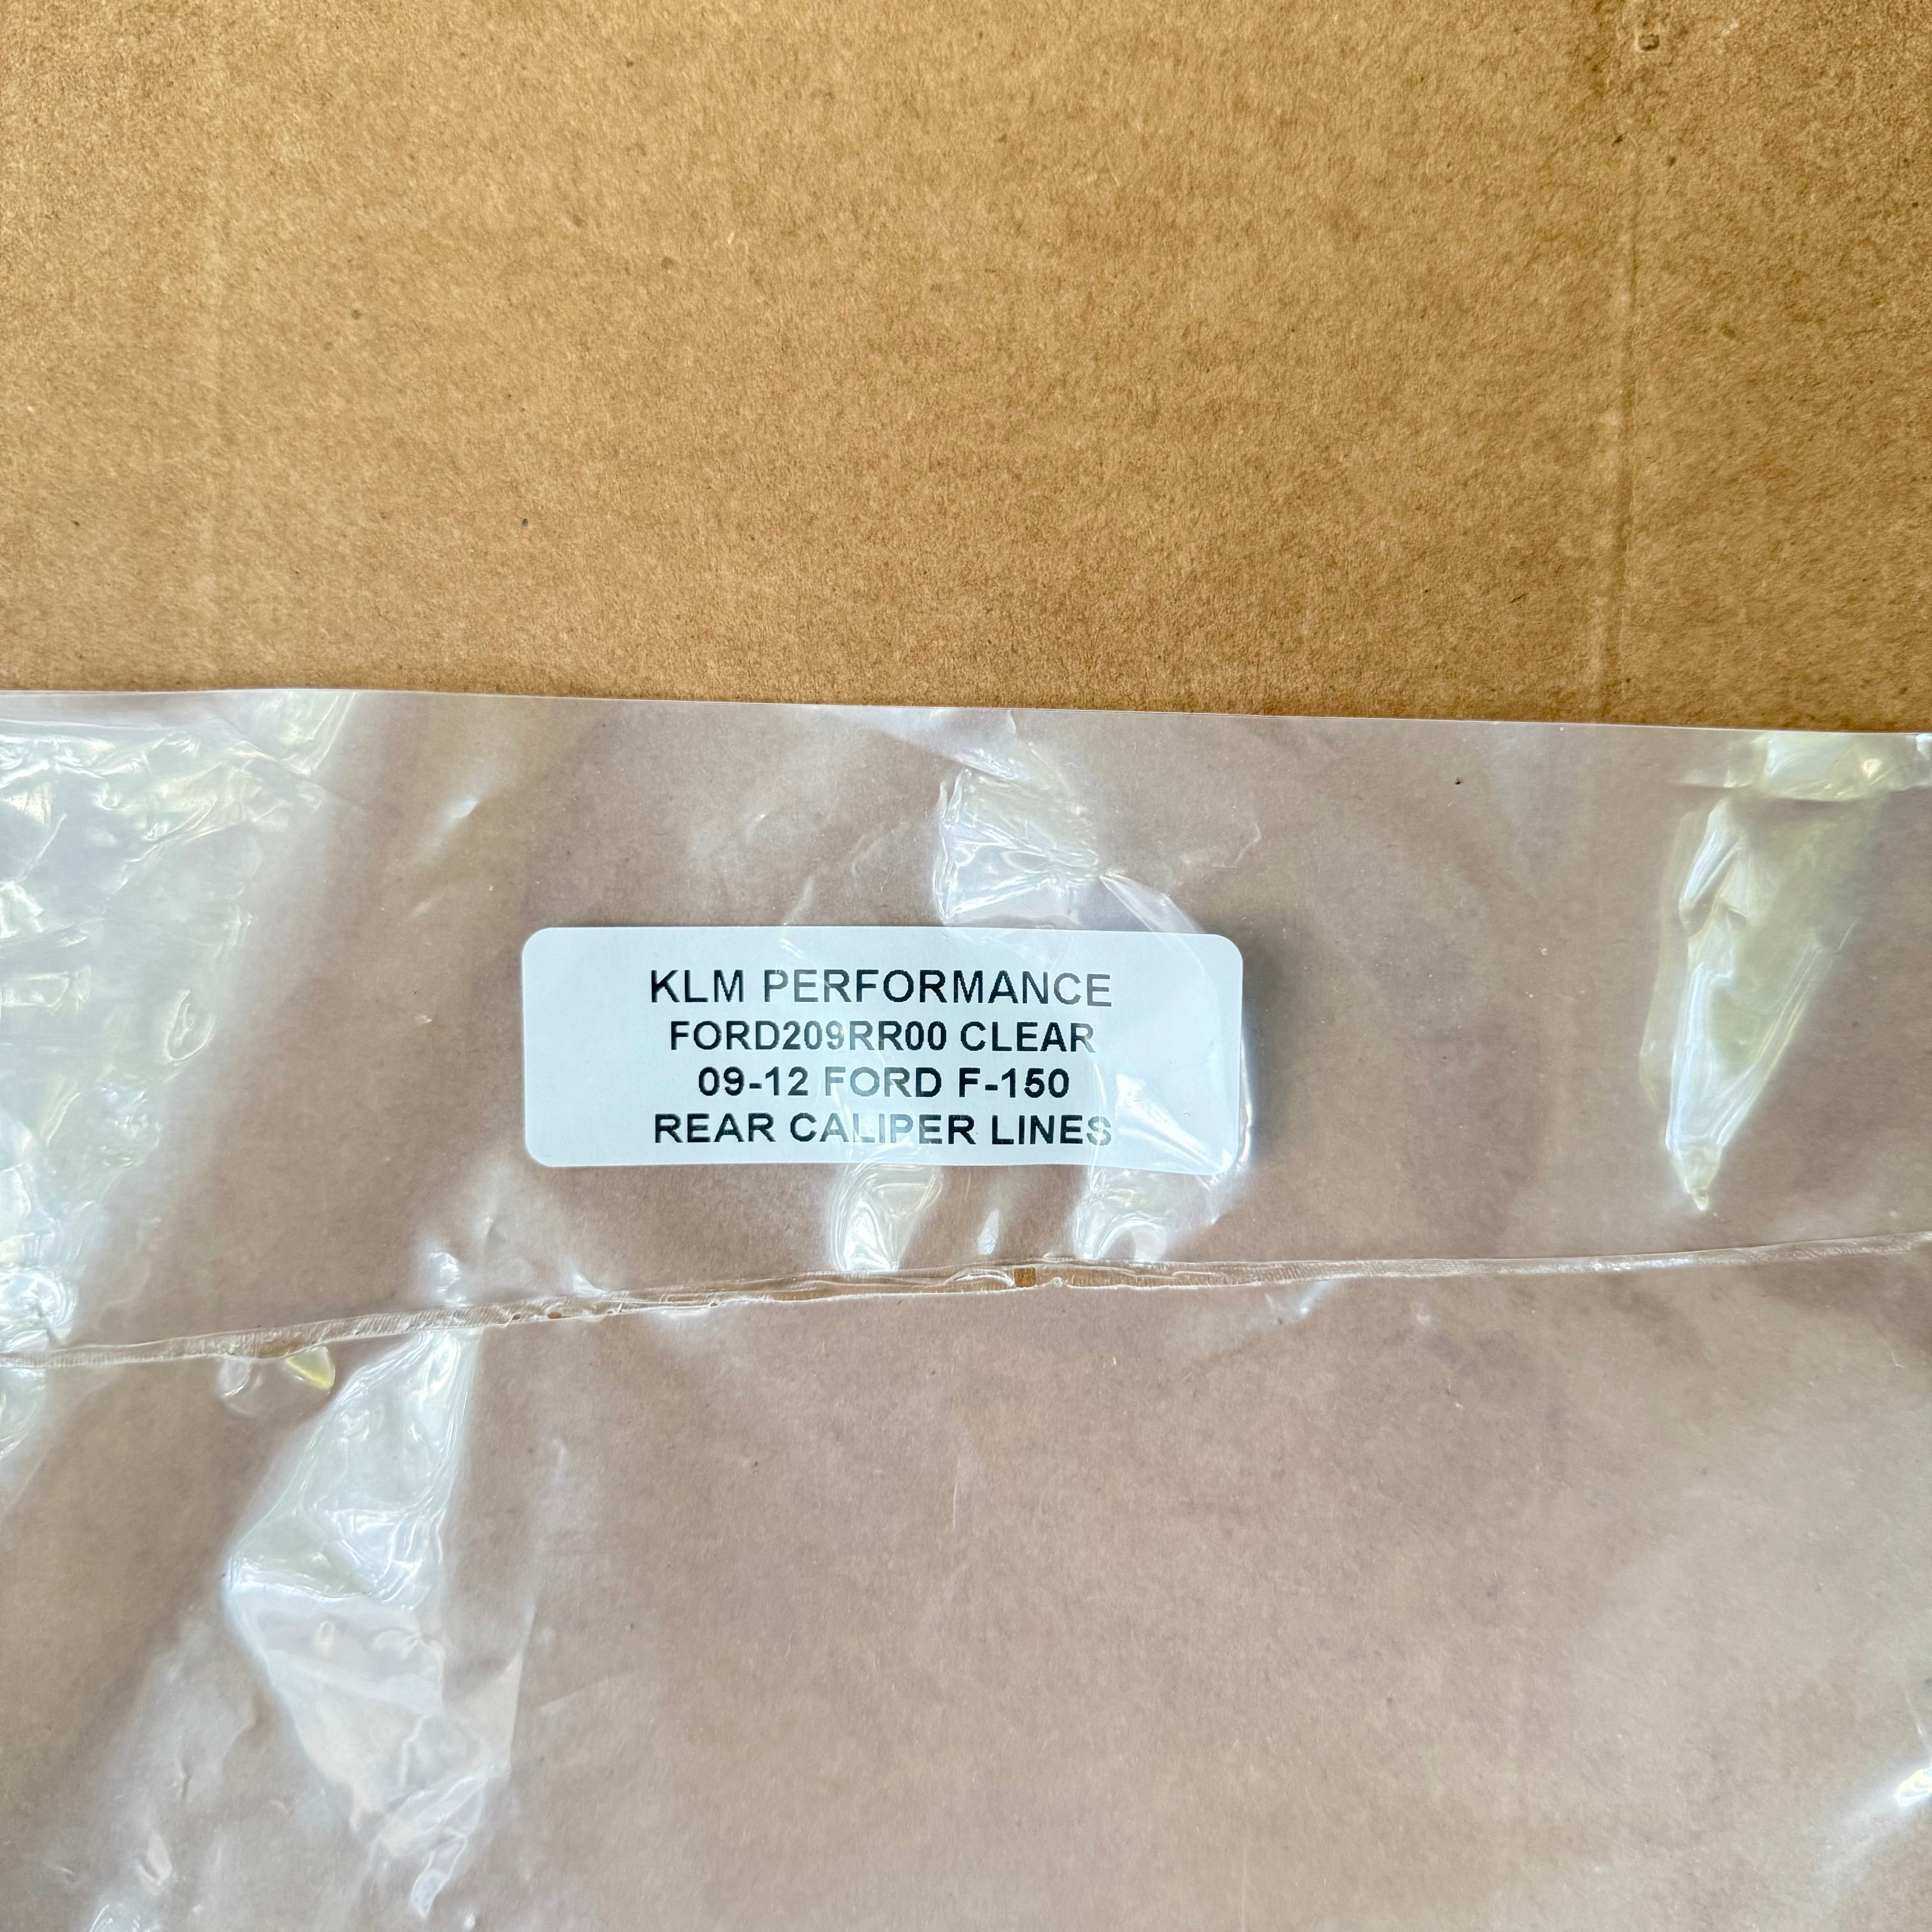 KLM PERFORMANCE
FORD209RR00 CLEAR
09-12 FORD F-150
REAR CALIPER LINES